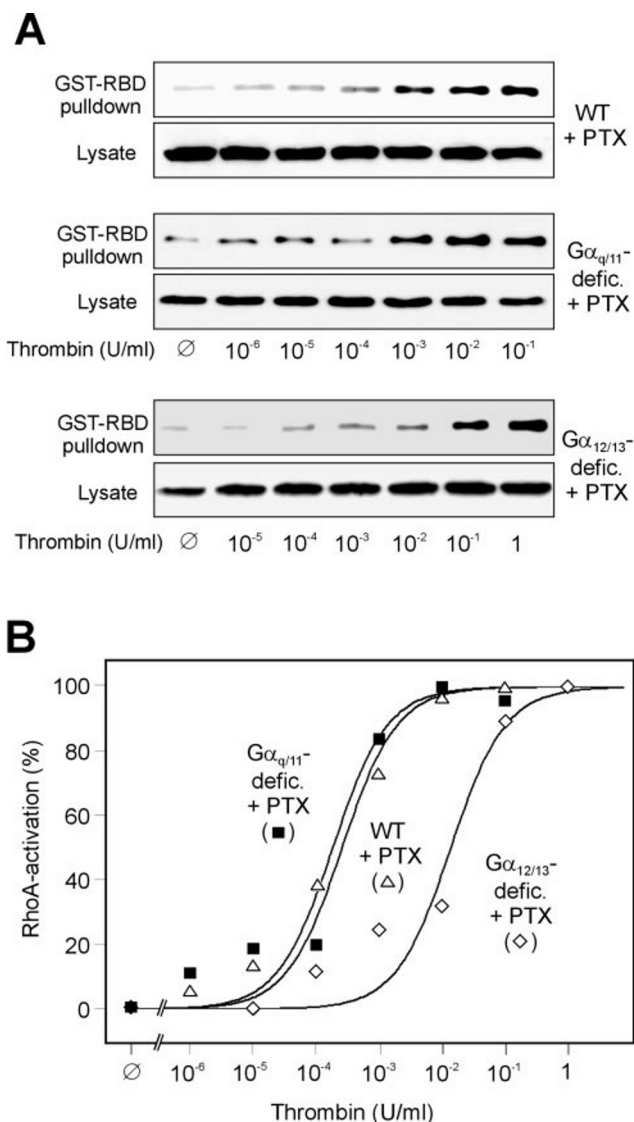 A
GST-RBD
pulldown
Lysate
WT
+ PTX
GST-RBD
pulldown
Lysate
Gαq/11-
defic.
+ PTX
Thrombin (U/ml) ∅ 10⁻⁶ 10⁻⁵ 10⁻⁴ 10⁻³ 10⁻² 10⁻¹
GST-RBD
pulldown
Lysate
Gα12/13-
defic.
+ PTX
Thrombin (U/ml) ∅ 10⁻⁵ 10⁻⁴ 10⁻³ 10⁻² 10⁻¹ 1
B
RhoA-activation (%)
100
80
60
40
20
0
Gαq/11-
defic.
+ PTX
(■)
WT
+ PTX
(△)
Gα12/13-
defic.
+ PTX
(◇)
∅ 10⁻⁶ 10⁻⁵ 10⁻⁴ 10⁻³ 10⁻² 10⁻¹ 1
Thrombin (U/ml)